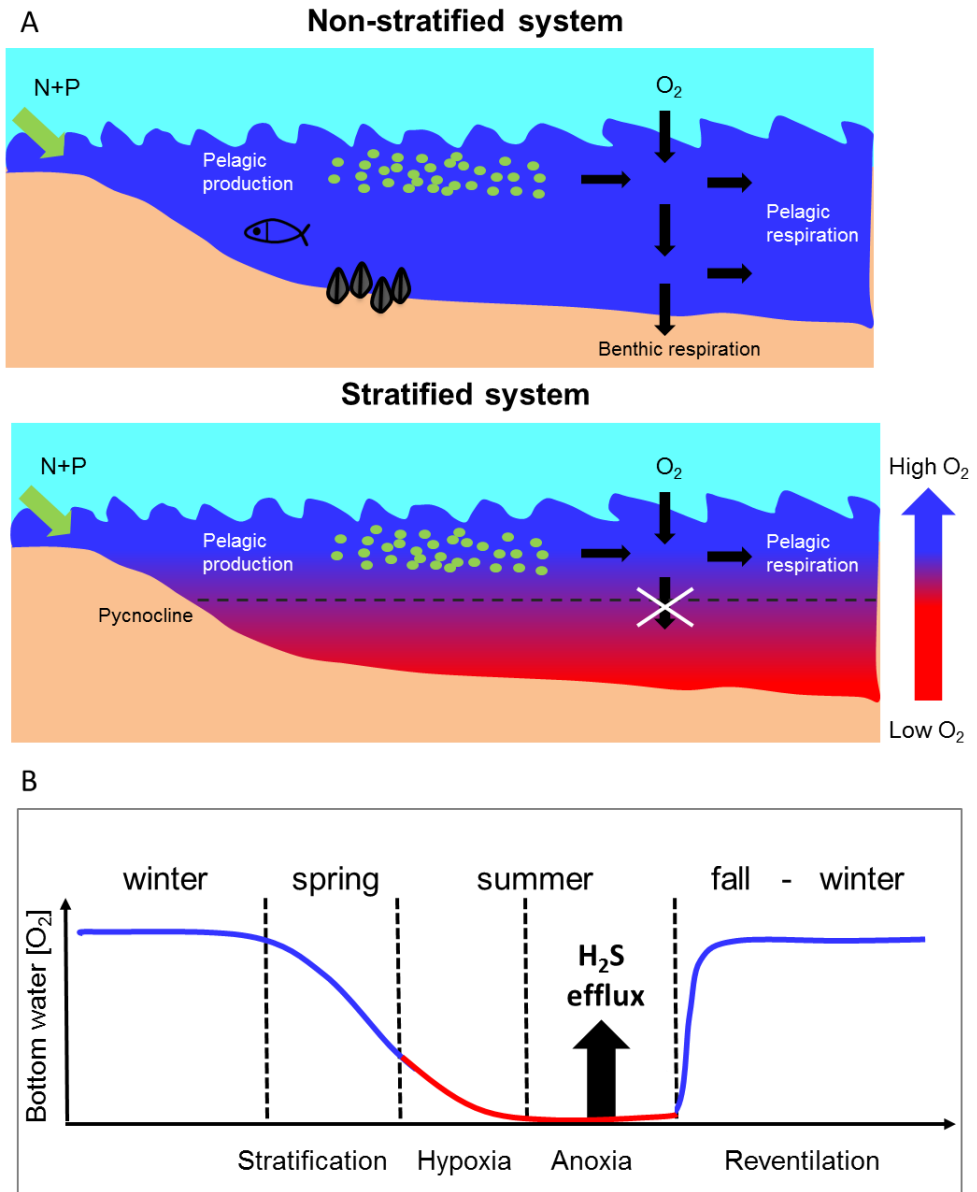 A
Non-stratified system
N+P
O₂
Pelagic
production
Pelagic
respiration
Benthic respiration
Stratified system
N+P
O₂
High O₂
Pelagic
production
Pelagic
respiration
Pycnocline
Low O₂
B
winter
spring
summer
fall - winter
Bottom water [O₂]
H₂S
efflux
Stratification
Hypoxia
Anoxia
Reventilation